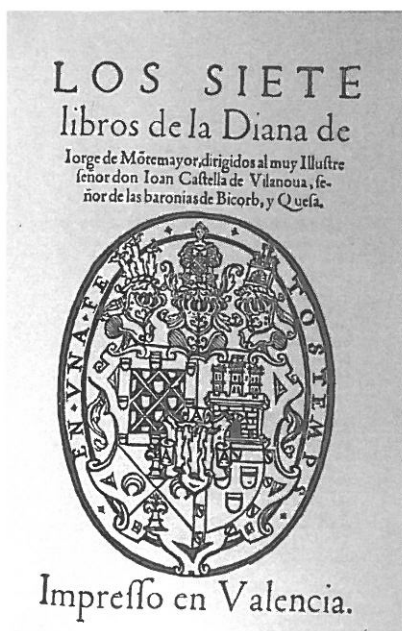 LOS SIETE
libros de la Diana de
Iorge de Mõtemayor, dirigidos al muy Illuſtre
ſeñor don Ioan Caſtella de Vilanoua, ſe-
ñor de las baronias de Bicorb, y Queſa.
EN·VNA·FE
TOSTEMPS
Impreſſo en Valencia.